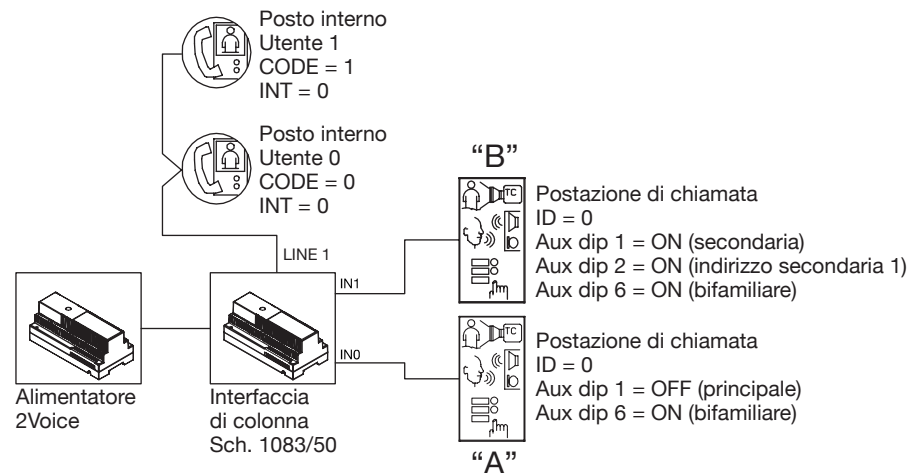 Posto interno
Utente 1
CODE = 1
INT = 0
Posto interno
Utente 0
CODE = 0
INT = 0
LINE 1
IN1
IN0
Alimentatore
2Voice
Interfaccia
di colonna
Sch. 1083/50
“B”
TC
Postazione di chiamata
ID = 0
Aux dip 1 = ON (secondaria)
Aux dip 2 = ON (indirizzo secondaria 1)
Aux dip 6 = ON (bifamiliare)
TC
Postazione di chiamata
ID = 0
Aux dip 1 = OFF (principale)
Aux dip 6 = ON (bifamiliare)
“A”